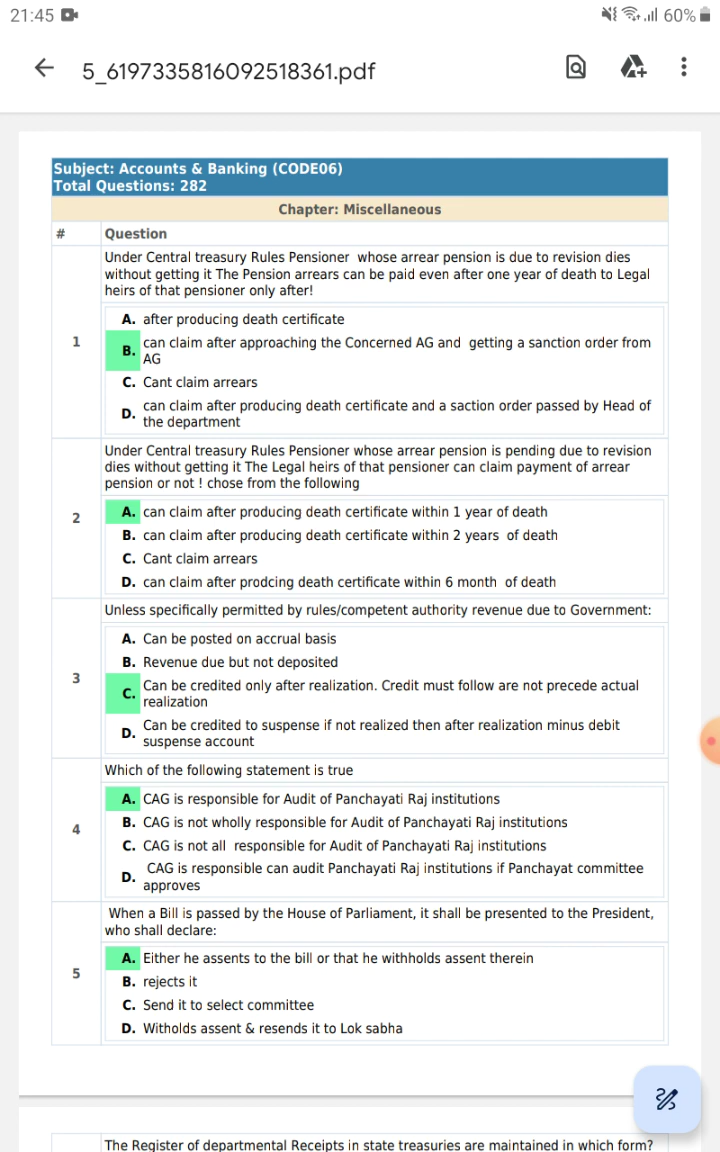 21:45
60%
5_6197335816092518361.pdf
Subject: Accounts & Banking (CODE06)
Total Questions: 282
Chapter: Miscellaneous
# Question
1
Under Central treasury Rules Pensioner whose arrear pension is due to revision dies
without getting it The Pension arrears can be paid even after one year of death to Legal
heirs of that pensioner only after!
A. after producing death certificate
B. can claim after approaching the Concerned AG and getting a sanction order from
AG
C. Cant claim arrears
D. can claim after producing death certificate and a saction order passed by Head of
the department
2
Under Central treasury Rules Pensioner whose arrear pension is pending due to revision
dies without getting it The Legal heirs of that pensioner can claim payment of arrear
pension or not ! chose from the following
A. can claim after producing death certificate within 1 year of death
B. can claim after producing death certificate within 2 years of death
C. Cant claim arrears
D. can claim after prodcing death certificate within 6 month of death
3
Unless specifically permitted by rules/competent authority revenue due to Government:
A. Can be posted on accrual basis
B. Revenue due but not deposited
C. Can be credited only after realization. Credit must follow are not precede actual
realization
D. Can be credited to suspense if not realized then after realization minus debit
suspense account
4
Which of the following statement is true
A. CAG is responsible for Audit of Panchayati Raj institutions
B. CAG is not wholly responsible for Audit of Panchayati Raj institutions
C. CAG is not all responsible for Audit of Panchayati Raj institutions
D. CAG is responsible can audit Panchayati Raj institutions if Panchayat committee
approves
5
When a Bill is passed by the House of Parliament, it shall be presented to the President,
who shall declare:
A. Either he assents to the bill or that he withholds assent therein
B. rejects it
C. Send it to select committee
D. Witholds assent & resends it to Lok sabha
The Register of departmental Receipts in state treasuries are maintained in which form?